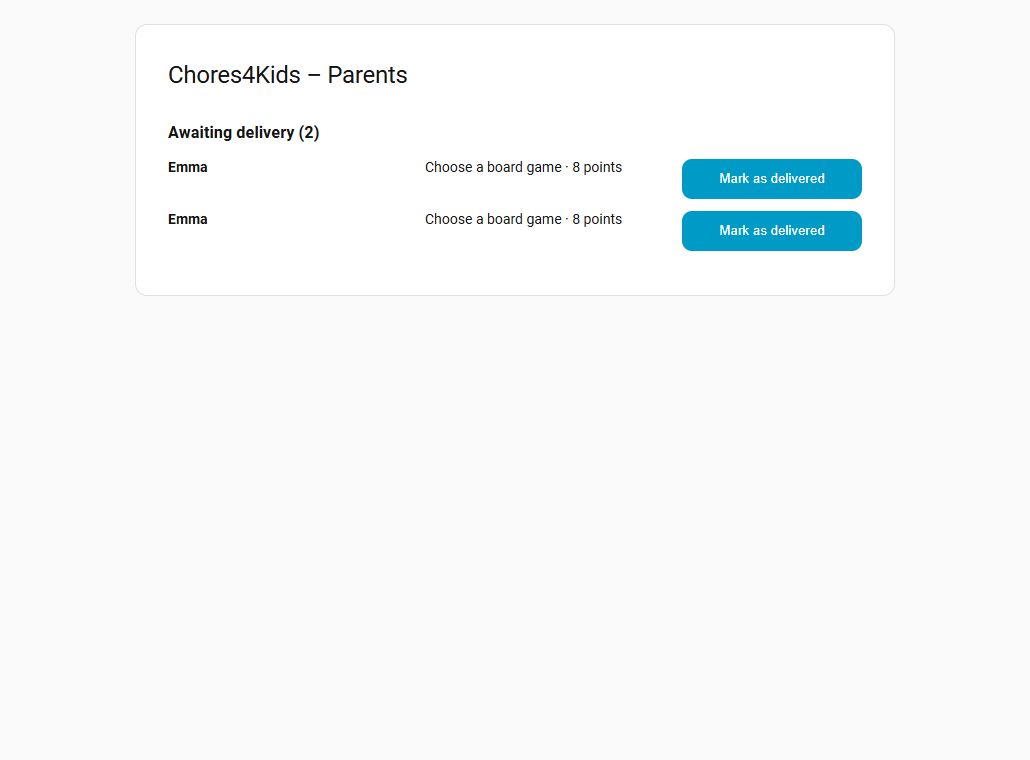 Chores4Kids – Parents
Awaiting delivery (2)
Emma Choose a board game · 8 points Mark as delivered
Emma Choose a board game · 8 points Mark as delivered